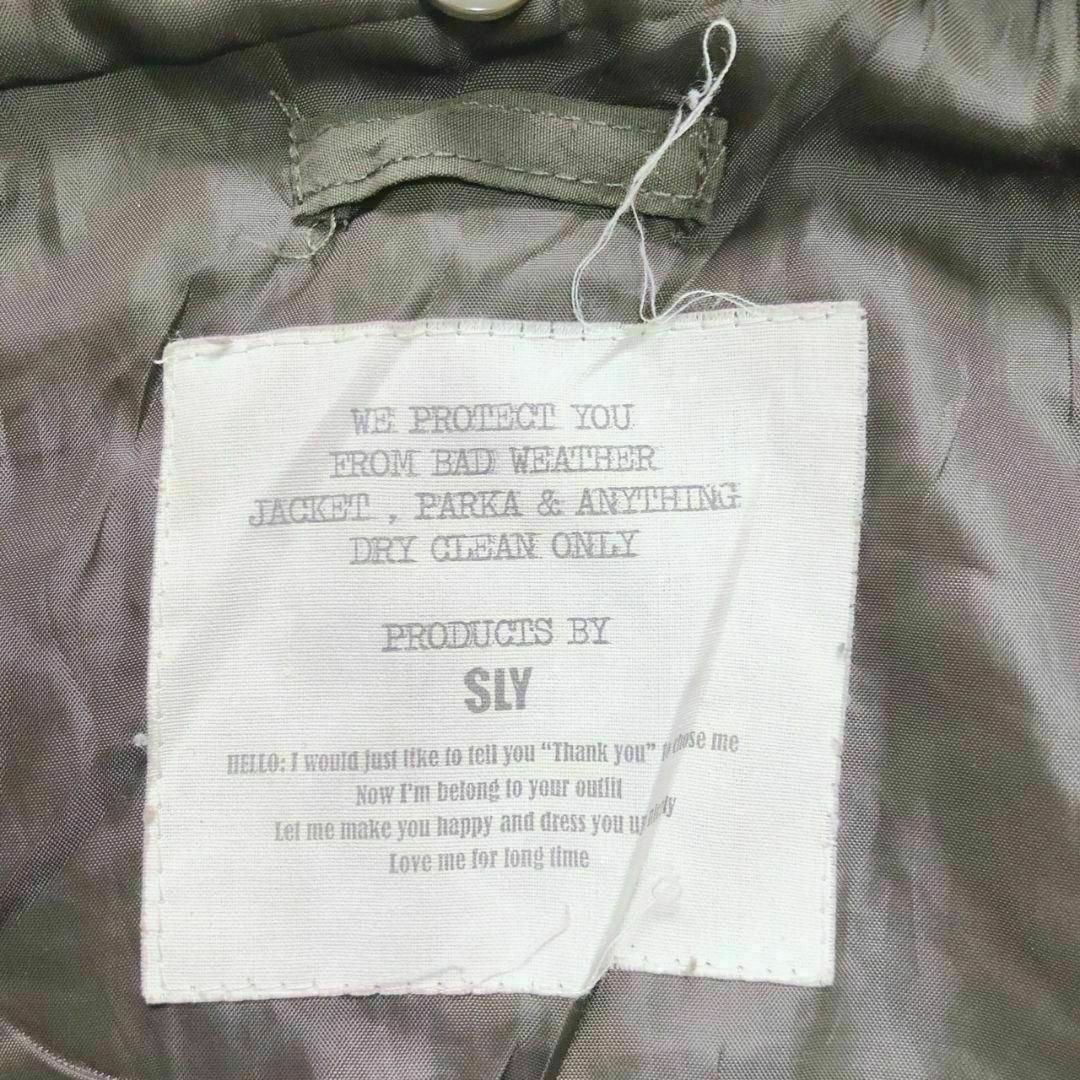 WE PROTECT YOU
FROM BAD WEATHER
JACKET , PARKA & ANYTHING
DRY CLEAN ONLY
PRODUCTS BY
SLY
HELLO: I would just like to tell you “Thank you” me
Now I'm belong to your outfit
Let me make you happy and dress you
Love me for long time